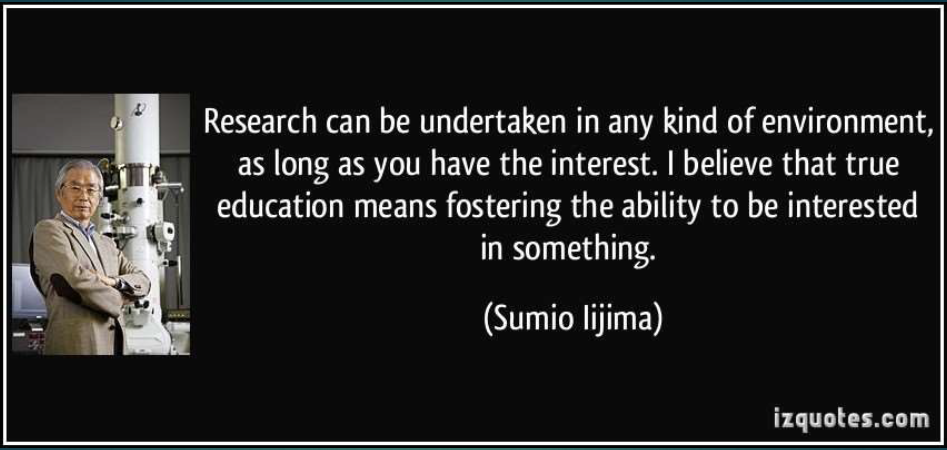 Research can be undertaken in any kind of environment,
as long as you have the interest. I believe that true
education means fostering the ability to be interested
in something.
(Sumio Iijima)
izquotes.com